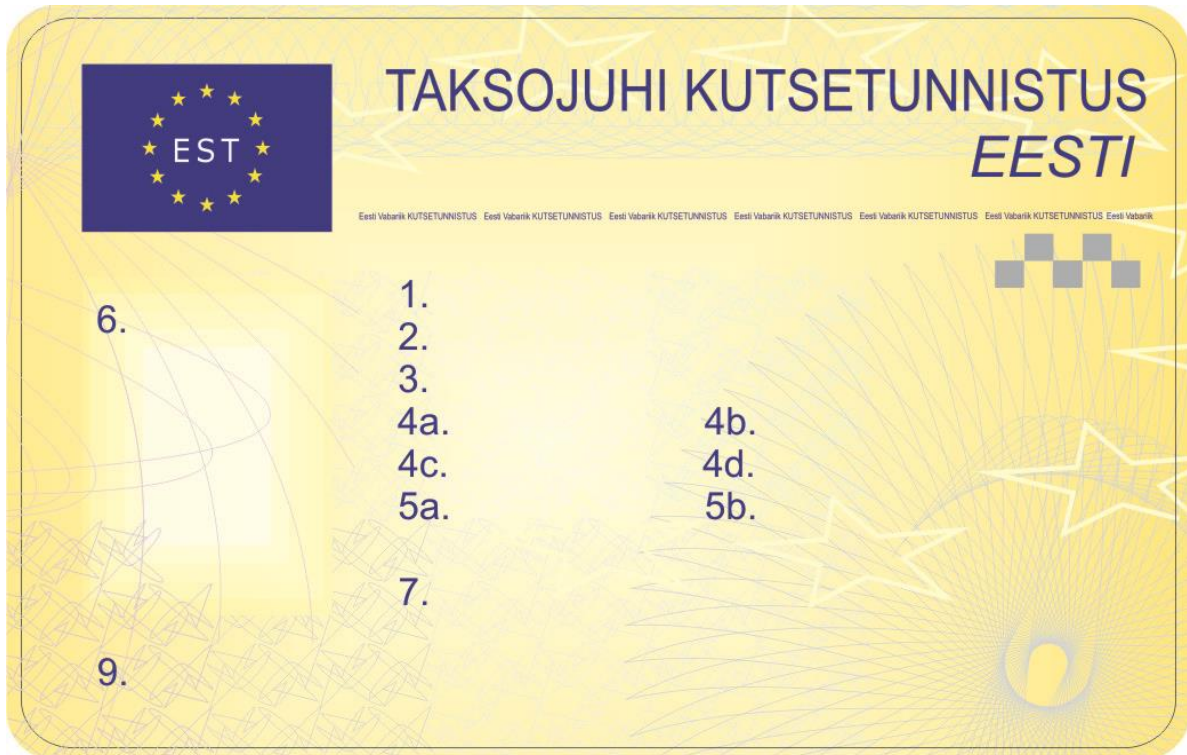 EST
TAKSOJUHI KUTSETUNNISTUS
EESTI
Eesti Vabariik KUTSETUNNISTUS Eesti Vabariik KUTSETUNNISTUS Eesti Vabariik KUTSETUNNISTUS Eesti Vabariik KUTSETUNNISTUS Eesti Vabariik KUTSETUNNISTUS Eesti Vabariik KUTSETUNNISTUS Eesti Vabariik
6.
1.
2.
3.
4a. 4b.
4c. 4d.
5a. 5b.
7.
9.